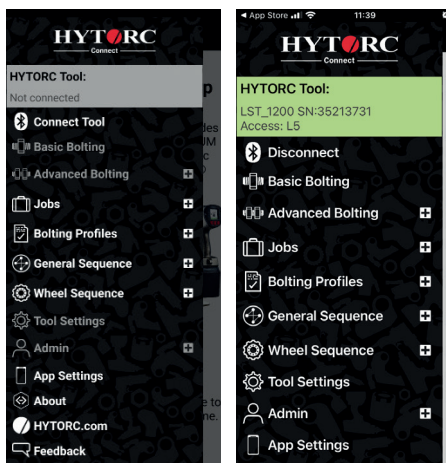 HYTORC
Connect
HYTORC Tool:
Not connected
Connect Tool
Basic Bolting
Advanced Bolting
Jobs
Bolting Profiles
General Sequence
Wheel Sequence
Tool Settings
Admin
App Settings
About
HYTORC.com
Feedback
App Store 11:39
HYTORC
Connect
HYTORC Tool:
LST_1200 SN:35213731
Access: L5
Disconnect
Basic Bolting
Advanced Bolting
Jobs
Bolting Profiles
General Sequence
Wheel Sequence
Tool Settings
Admin
App Settings